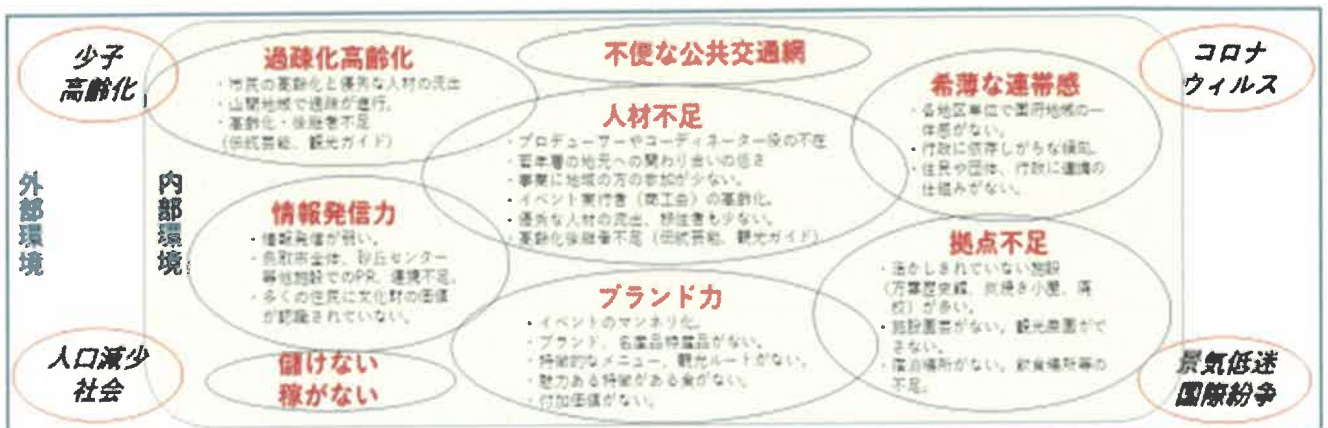 少子
高齢化
過疎化高齢化
・市民の高齢化と優秀な人材の流出
・山間地域で過疎が進行。
・高齢化・後継者不足
(伝統芸能、観光ガイド)
不便な公共交通網
コロナ
ウィルス
希薄な連帯感
・各地区単位で国府地域の一
体感がない。
・行政に依存しがちな傾向。
・住民や団体、行政に連携の
仕組みがない。
人材不足
・プロデューサーやコーディネーター役の不在
・若年層の地元への関わり合いの低さ
・事業に地域の方の参加が少ない。
・イベント実行者(商工会)の高齢化。
・優秀な人材の流出、移住者も少ない。
・高齢化後継者不足(伝統芸能、観光ガイド)
外部環境
内部環境
情報発信力
・情報発信が弱い。
・鳥取市全体、砂丘センター
等他施設でのPR、連携不足。
・多くの住民に文化財の価値
が認識されていない。
拠点不足
・活かしきれていない施設
(万葉歴史館、炭焼き小屋、廃
校)が多い。
・施設園芸がない。観光農園がで
きない。
・宿泊場所がない。飲食場所等の
不足。
ブランド力
・イベントのマンネリ化。
・ブランド、名産品特産品がない。
・特徴的なメニュー、観光ルートがない。
・魅力ある特徴がある食がない。
・付加価値がない。
人口減少
社会
儲けない
稼がない
景気低迷
国際紛争